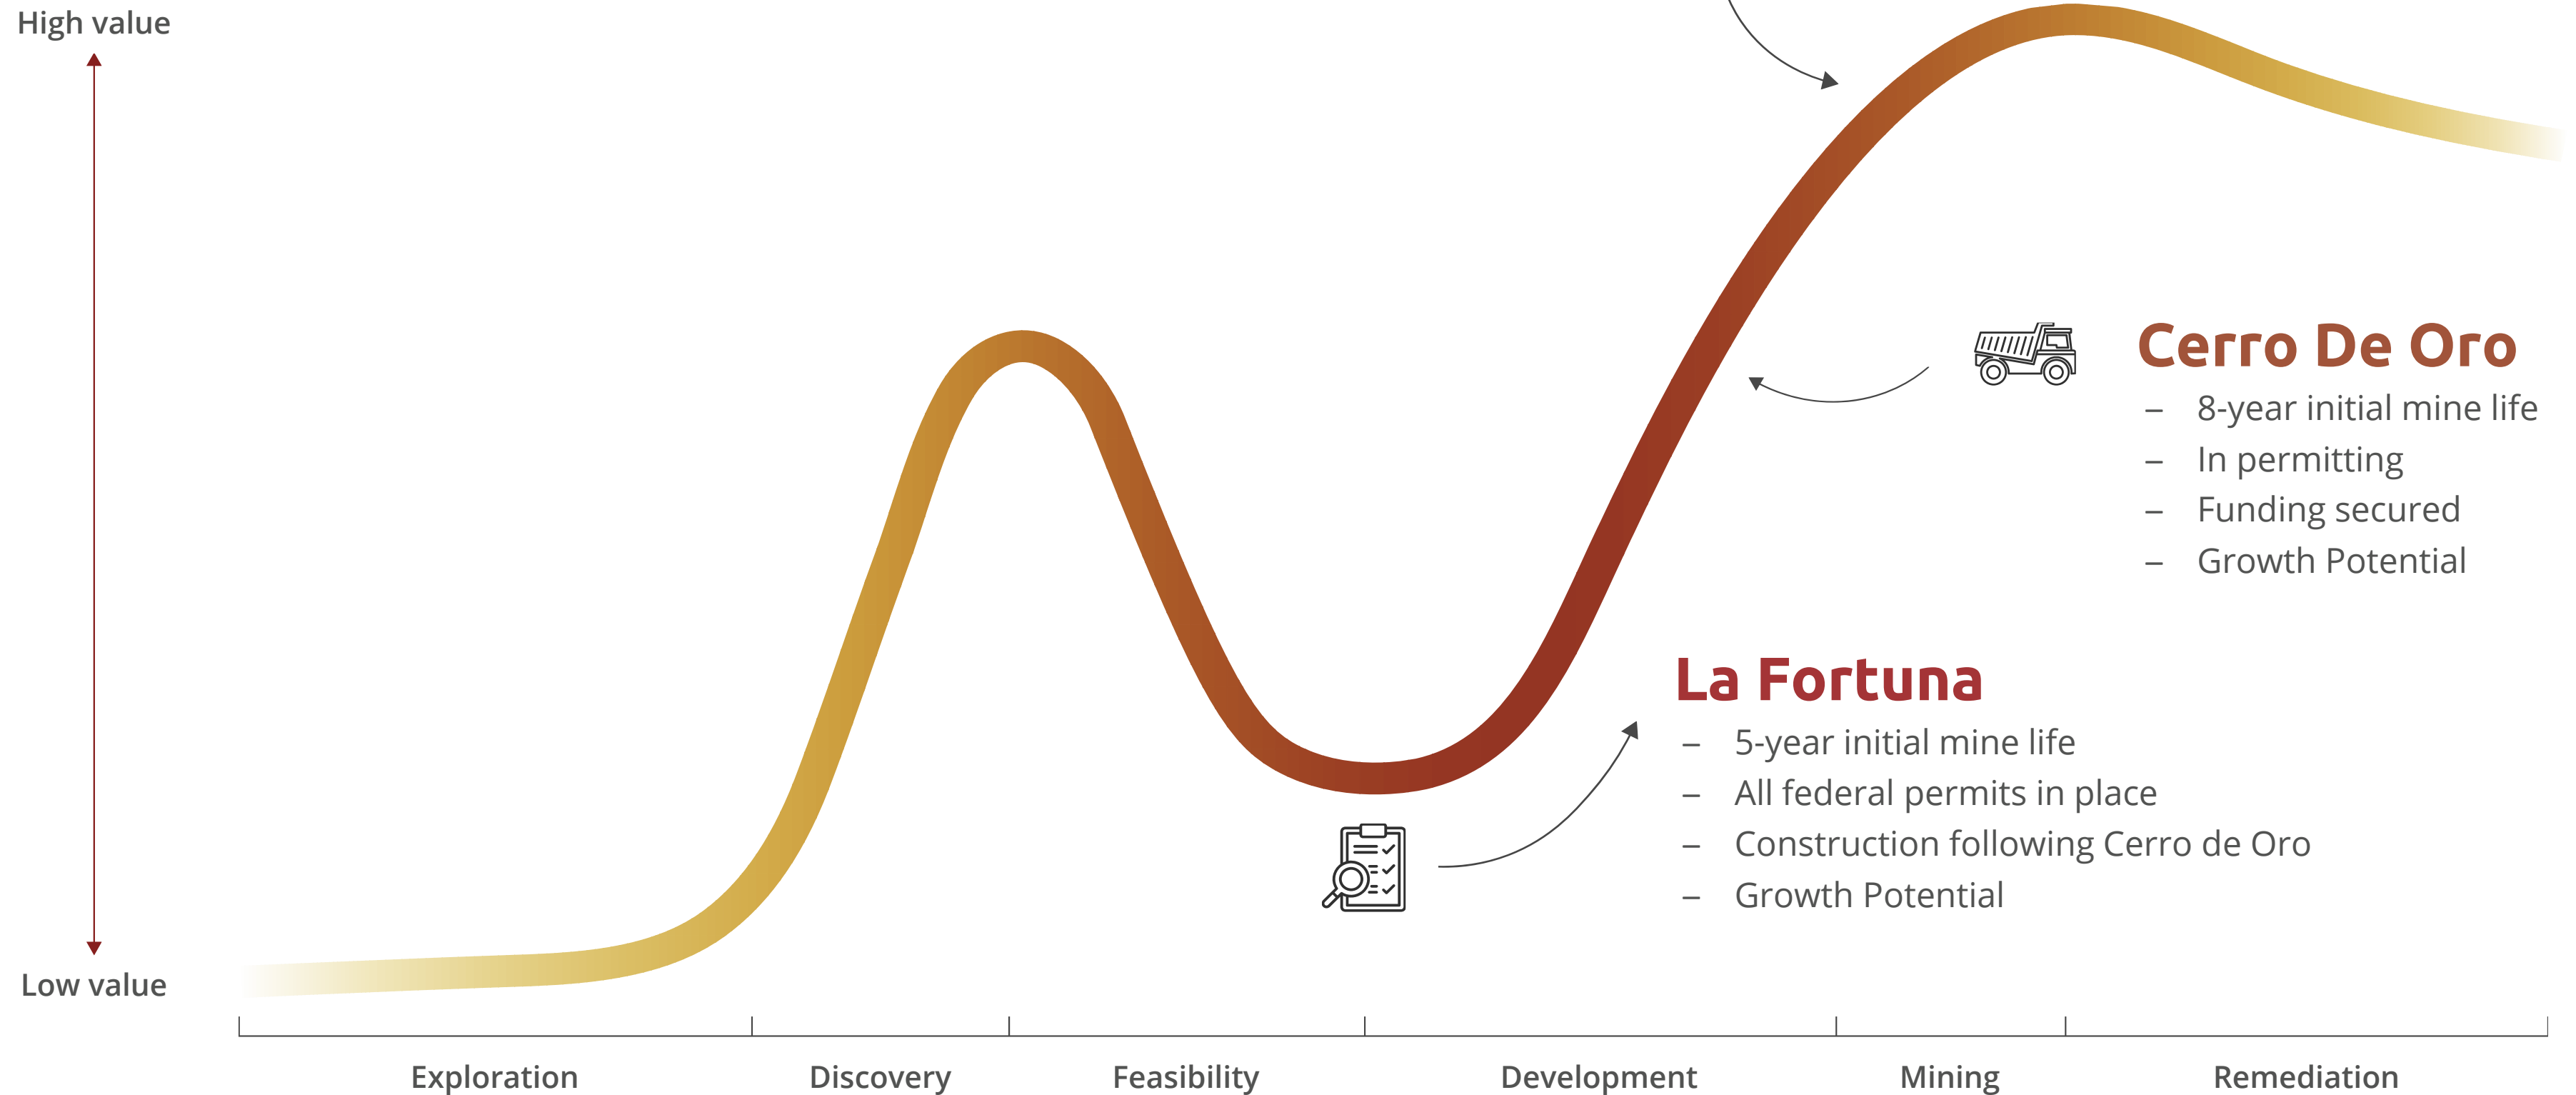 High value
Cerro De Oro
– 8-year initial mine life
– In permitting
– Funding secured
– Growth Potential
La Fortuna
– 5-year initial mine life
– All federal permits in place
– Construction following Cerro de Oro
– Growth Potential
Low value
Exploration
Discovery
Feasibility
Development
Mining
Remediation